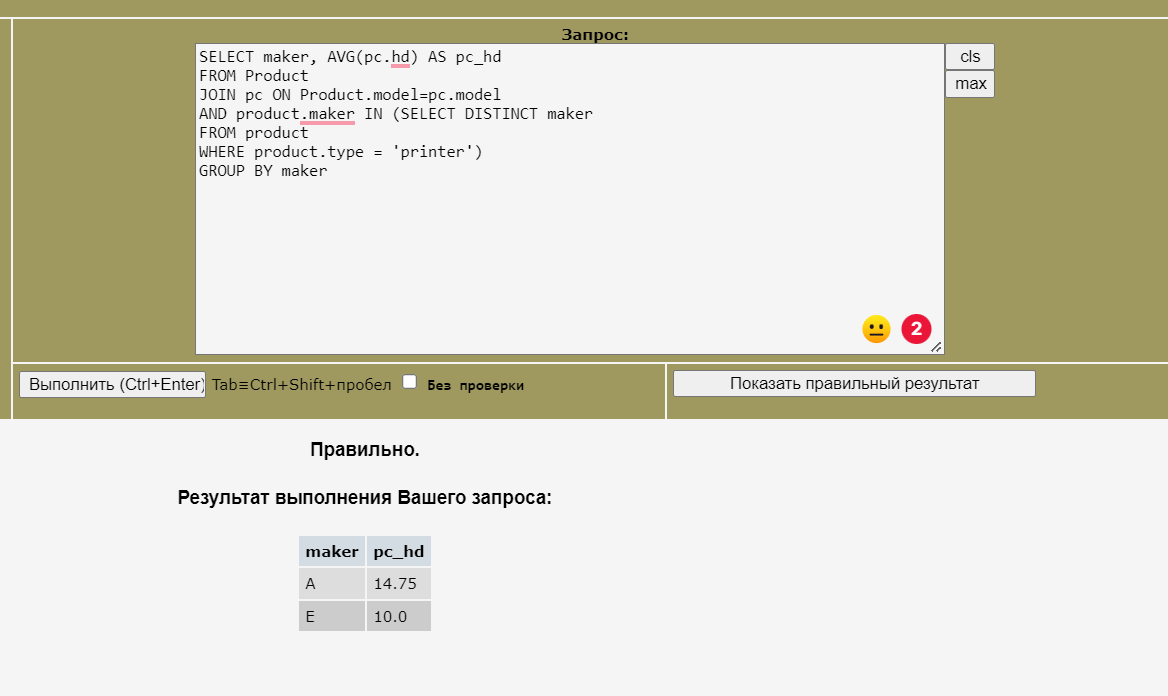 Запрос:
SELECT maker, AVG(pc.hd) AS pc_hd
FROM Product
JOIN pc ON Product.model=pc.model
AND product.maker IN (SELECT DISTINCT maker
FROM product
WHERE product.type = 'printer')
GROUP BY maker
cls
max
2
Выполнить (Ctrl+Enter)
Tab≡Ctrl+Shift+пробел
Без проверки
Показать правильный результат
Правильно.
Результат выполнения Вашего запроса:
maker pc_hd
A 14.75
E 10.0